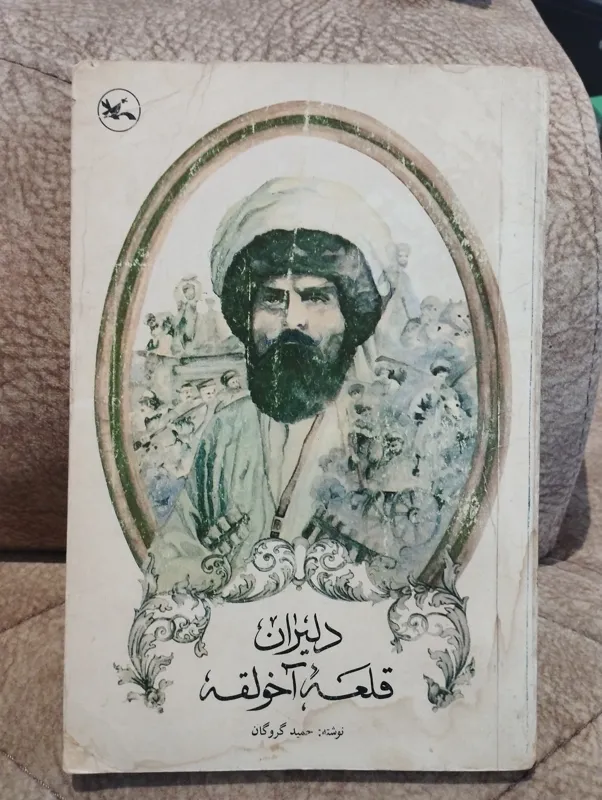 دلیران
قلعه آخولقه
نوشته: حمید گروگان